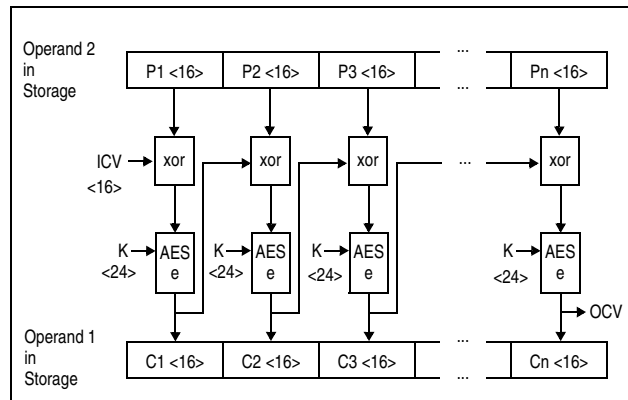 Operand 2
in
Storage
P1 <16> P2 <16> P3 <16> ... Pn <16>
...
ICV
<16>
xor xor xor ... xor
K
<24>
AES
e
K
<24>
AES
e
K
<24>
AES
e
K
<24>
AES
e
OCV
Operand 1
in
Storage
...
C1 <16> C2 <16> C3 <16> Cn <16>
...